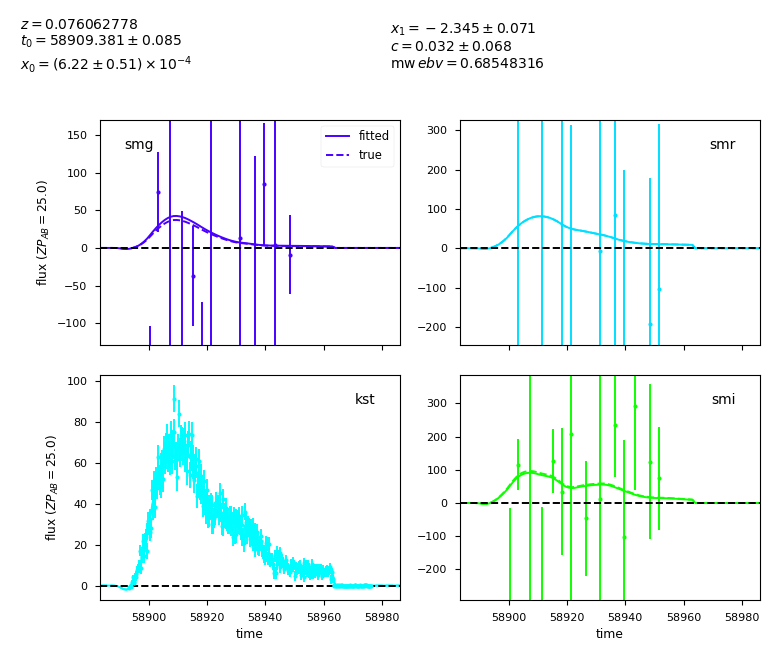 z = 0.076062778
t₀ = 58909.381 ± 0.085
x₀ = (6.22 ± 0.51) × 10⁻⁴
x₁ = −2.345 ± 0.071
c = 0.032 ± 0.068
mw ebv = 0.68548316
smg
fitted
true
150
100
50
0
−50
−100
flux (ZP_AB = 25.0)
smr
300
200
100
0
−100
−200
kst
100
80
60
40
20
0
flux (ZP_AB = 25.0)
58900 58920 58940 58960 58980
time
smi
300
200
100
0
−100
−200
58900 58920 58940 58960 58980
time